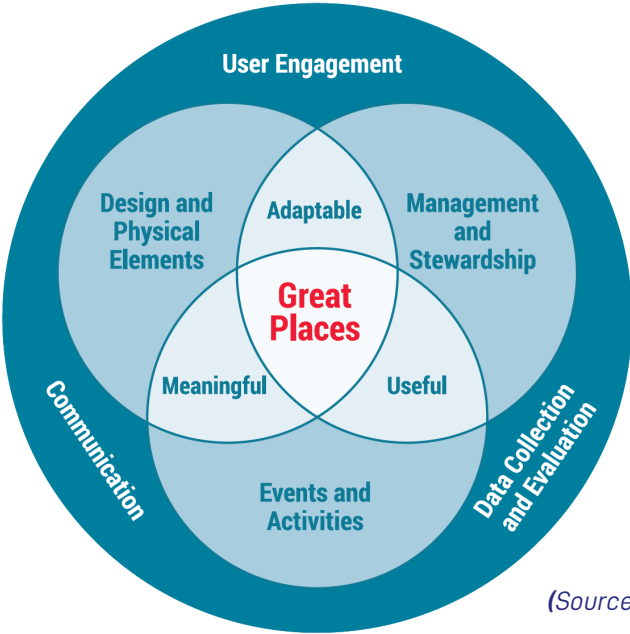 User Engagement
Design and
Physical
Elements
Adaptable
Management
and
Stewardship
Great
Places
Meaningful
Useful
Communication
Data Collection
and Evaluation
Events and
Activities
(Source